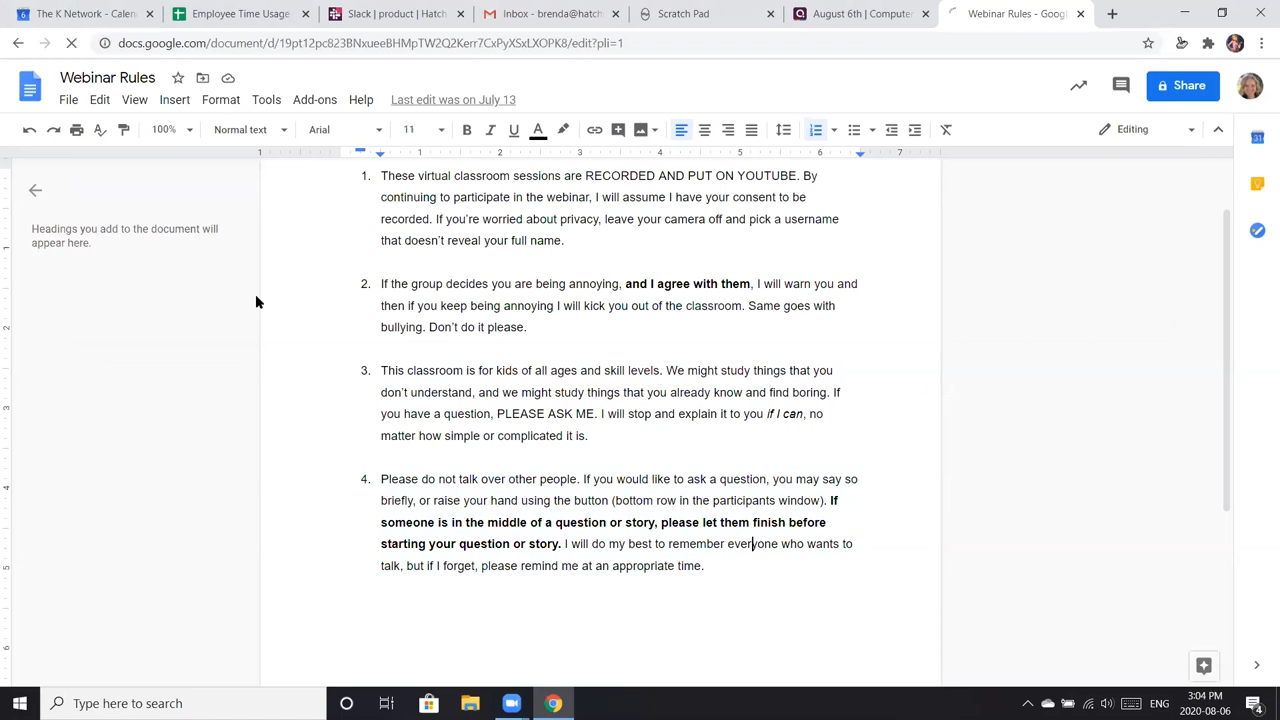 The K Network - Calen
Employee Time Usage
Slack | product | Hatch
Inbox - brenda@hatch
Scratch Pad
August 6th | Computer
Webinar Rules - Goog
docs.google.com/document/d/19pt12pc823BNxueeBHMpTW2Q2Kerr7CxPyXSxLXOPK8/edit?pli=1
Webinar Rules
File Edit View Insert Format Tools Add-ons Help Last edit was on July 13
Share
100% Normal text Arial 11 Editing
1 1 2 3 4 5 6 7
Headings you add to the document will
appear here.
1. These virtual classroom sessions are RECORDED AND PUT ON YOUTUBE. By
continuing to participate in the webinar, I will assume I have your consent to be
recorded. If you're worried about privacy, leave your camera off and pick a username
that doesn't reveal your full name.
2. If the group decides you are being annoying, and I agree with them, I will warn you and
then if you keep being annoying I will kick you out of the classroom. Same goes with
bullying. Don't do it please.
3. This classroom is for kids of all ages and skill levels. We might study things that you
don't understand, and we might study things that you already know and find boring. If
you have a question, PLEASE ASK ME. I will stop and explain it to you if I can, no
matter how simple or complicated it is.
4. Please do not talk over other people. If you would like to ask a question, you may say so
briefly, or raise your hand using the button (bottom row in the participants window). If
someone is in the middle of a question or story, please let them finish before
starting your question or story. I will do my best to remember everyone who wants to
talk, but if I forget, please remind me at an appropriate time.
Type here to search
ENG
3:04 PM
2020-08-06